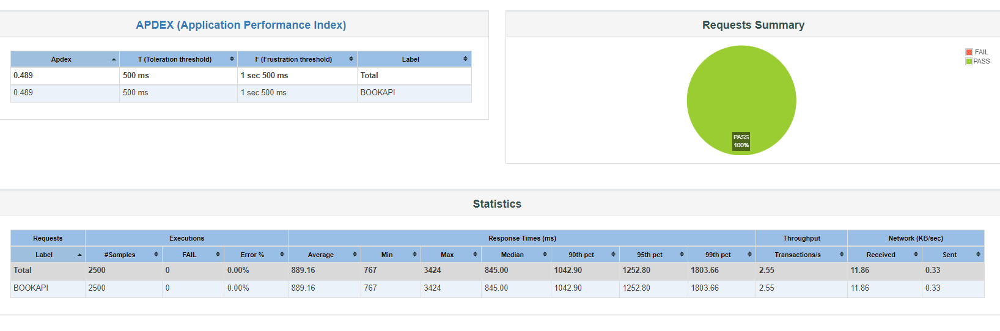 APDEX (Application Performance Index)
Apdex T (Toleration threshold) F (Frustration threshold) Label
0.489 500 ms 1 sec 500 ms Total
0.489 500 ms 1 sec 500 ms BOOKAPI
Requests Summary
FAIL
PASS
PASS
100%
Statistics
Requests Executions Response Times (ms) Throughput Network (KB/sec)
Label #Samples FAIL Error % Average Min Max Median 90th pct 95th pct 99th pct Transactions/s Received Sent
Total 2500 0 0.00% 889.16 767 3424 845.00 1042.90 1252.80 1803.66 2.55 11.86 0.33
BOOKAPI 2500 0 0.00% 889.16 767 3424 845.00 1042.90 1252.80 1803.66 2.55 11.86 0.33